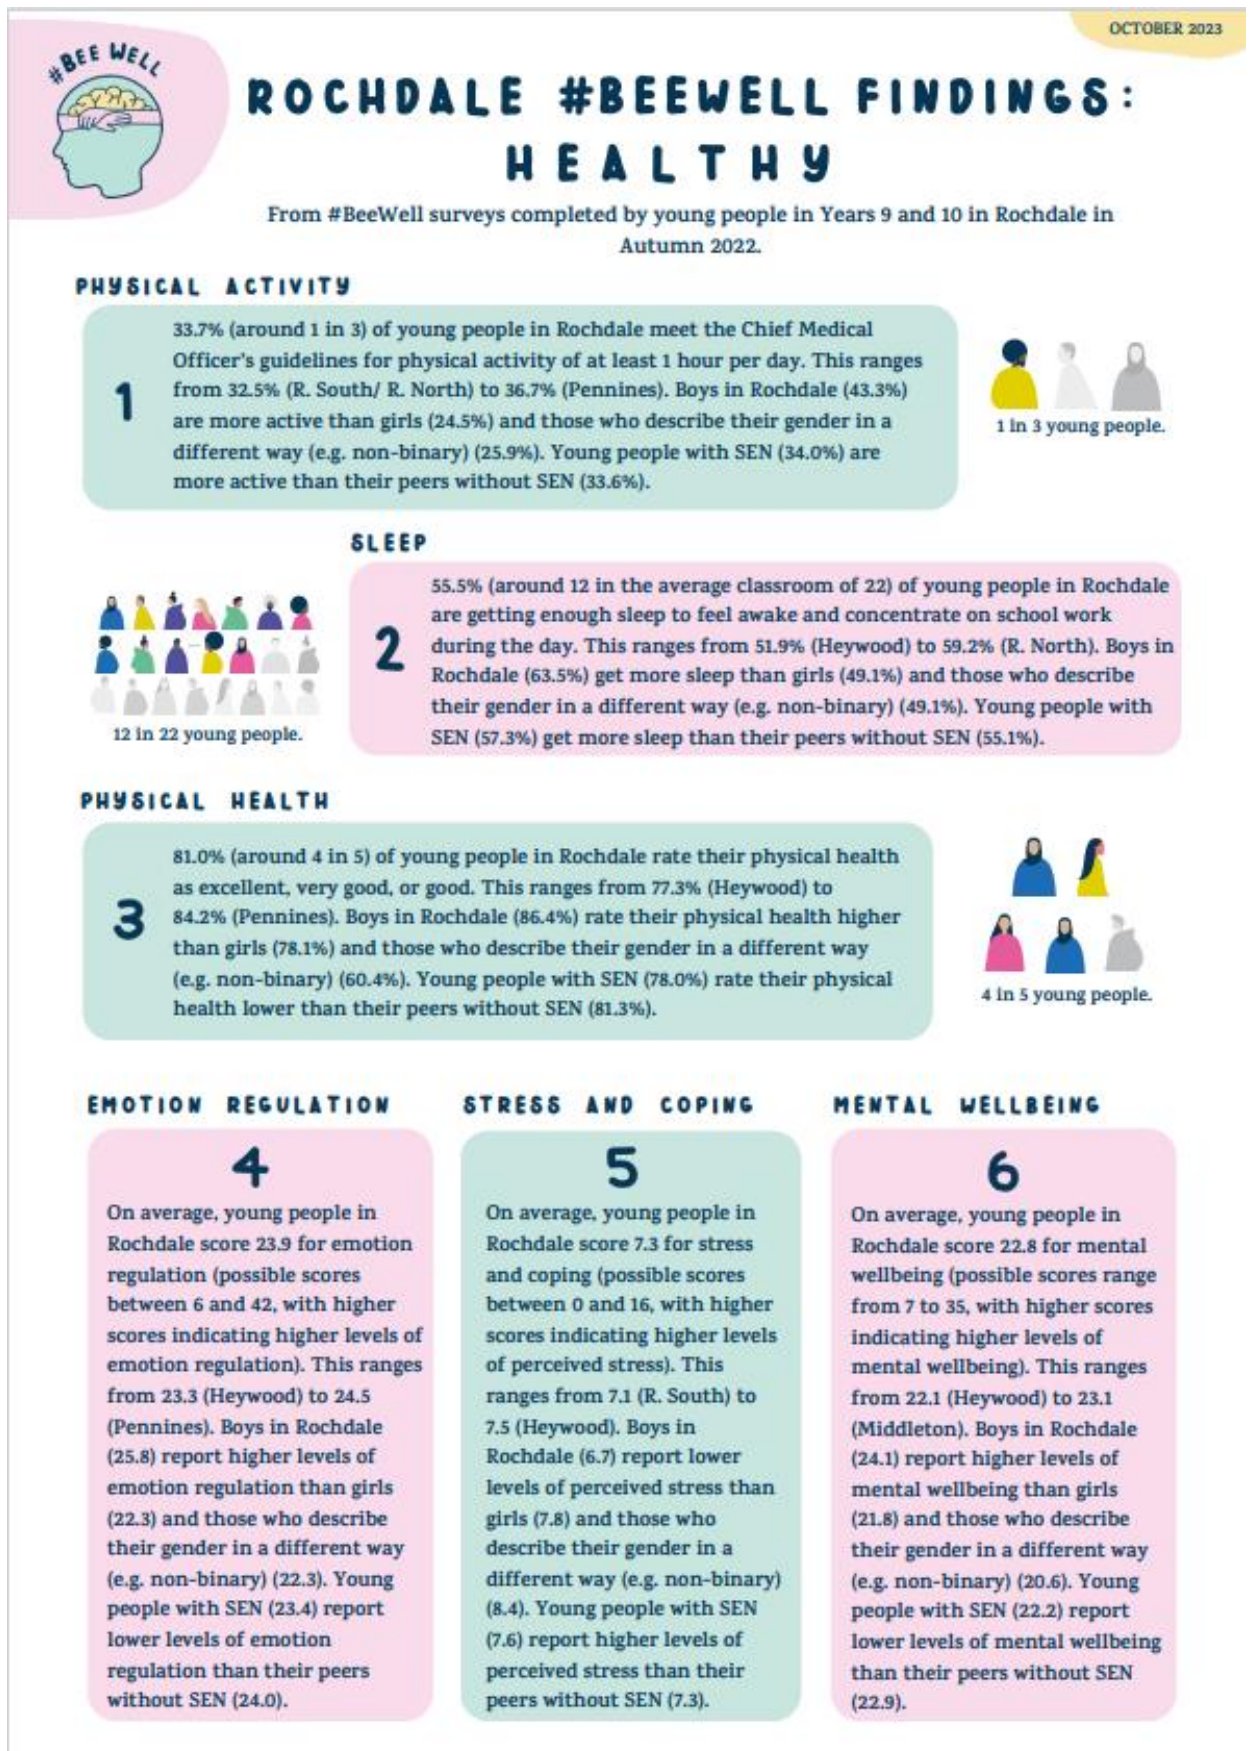 OCTOBER 2023
#BEE WELL
ROCHDALE #BEEWELL FINDINGS:
HEALTHY
From #BeeWell surveys completed by young people in Years 9 and 10 in Rochdale in
Autumn 2022.
PHYSICAL ACTIVITY
1
33.7% (around 1 in 3) of young people in Rochdale meet the Chief Medical
Officer's guidelines for physical activity of at least 1 hour per day. This ranges
from 32.5% (R. South/ R. North) to 36.7% (Pennines). Boys in Rochdale (43.3%)
are more active than girls (24.5%) and those who describe their gender in a
different way (e.g. non-binary) (25.9%). Young people with SEN (34.0%) are
more active than their peers without SEN (33.6%).
1 in 3 young people.
SLEEP
2
55.5% (around 12 in the average classroom of 22) of young people in Rochdale
are getting enough sleep to feel awake and concentrate on school work
during the day. This ranges from 51.9% (Heywood) to 59.2% (R. North). Boys in
Rochdale (63.5%) get more sleep than girls (49.1%) and those who describe
their gender in a different way (e.g. non-binary) (49.1%). Young people with
SEN (57.3%) get more sleep than their peers without SEN (55.1%).
12 in 22 young people.
PHYSICAL HEALTH
3
81.0% (around 4 in 5) of young people in Rochdale rate their physical health
as excellent, very good, or good. This ranges from 77.3% (Heywood) to
84.2% (Pennines). Boys in Rochdale (86.4%) rate their physical health higher
than girls (78.1%) and those who describe their gender in a different way
(e.g. non-binary) (60.4%). Young people with SEN (78.0%) rate their physical
health lower than their peers without SEN (81.3%).
4 in 5 young people.
EMOTION REGULATION
4
On average, young people in
Rochdale score 23.9 for emotion
regulation (possible scores
between 6 and 42, with higher
scores indicating higher levels of
emotion regulation). This ranges
from 23.3 (Heywood) to 24.5
(Pennines). Boys in Rochdale
(25.8) report higher levels of
emotion regulation than girls
(22.3) and those who describe
their gender in a different way
(e.g. non-binary) (22.3). Young
people with SEN (23.4) report
lower levels of emotion
regulation than their peers
without SEN (24.0).
STRESS AND COPING
5
On average, young people in
Rochdale score 7.3 for stress
and coping (possible scores
between 0 and 16, with higher
scores indicating higher levels
of perceived stress). This
ranges from 7.1 (R. South) to
7.5 (Heywood). Boys in
Rochdale (6.7) report lower
levels of perceived stress than
girls (7.8) and those who
describe their gender in a
different way (e.g. non-binary)
(8.4). Young people with SEN
(7.6) report higher levels of
perceived stress than their
peers without SEN (7.3).
MENTAL WELLBEING
6
On average, young people in
Rochdale score 22.8 for mental
wellbeing (possible scores range
from 7 to 35, with higher scores
indicating higher levels of
mental wellbeing). This ranges
from 22.1 (Heywood) to 23.1
(Middleton). Boys in Rochdale
(24.1) report higher levels of
mental wellbeing than girls
(21.8) and those who describe
their gender in a different way
(e.g. non-binary) (20.6). Young
people with SEN (22.2) report
lower levels of mental wellbeing
than their peers without SEN
(22.9).